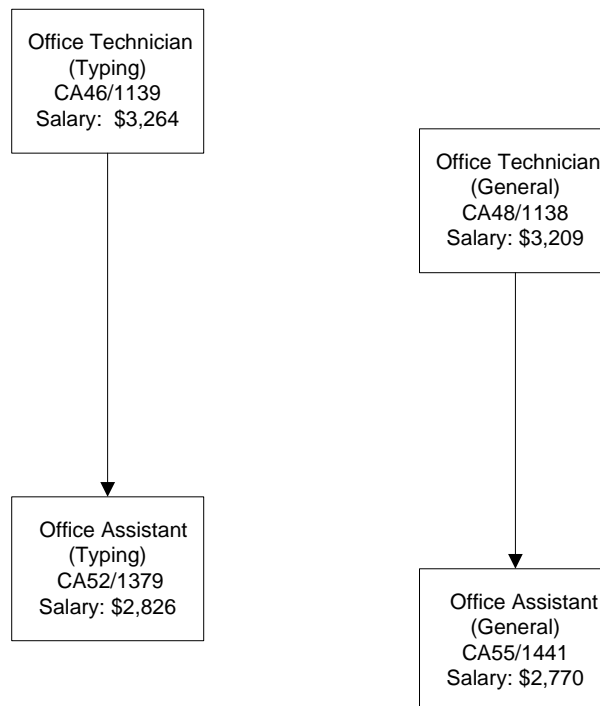 Office Technician
(Typing)
CA46/1139
Salary:  $3,264
Office Technician
(General)
CA48/1138
Salary: $3,209
Office Assistant
(Typing)
CA52/1379
Salary: $2,826
Office Assistant
(General)
CA55/1441
Salary: $2,770